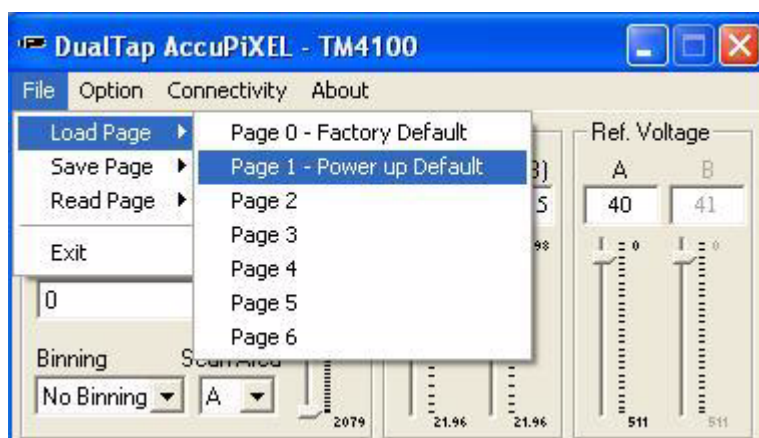 DualTap AccuPiXEL - TM4100
File Option Connectivity About
Load Page
Save Page
Read Page
Exit
Page 0 - Factory Default
Page 1 - Power up Default
Page 2
Page 3
Page 4
Page 5
Page 6
Ref. Voltage
A B
40 41
0 0
511 511
0
Binning
No Binning A
2079
21.96 21.96